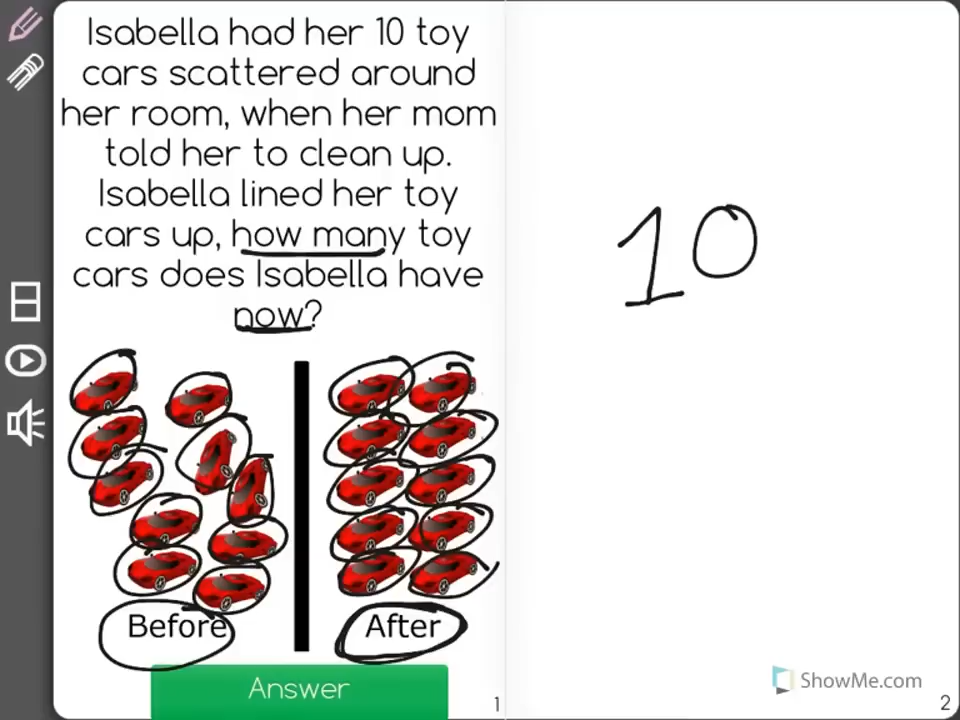 Isabella had her 10 toy
cars scattered around
her room, when her mom
told her to clean up.
Isabella lined her toy
cars up, how many toy
cars does Isabella have
now?
Before
After
Answer
1
10
ShowMe.com
2